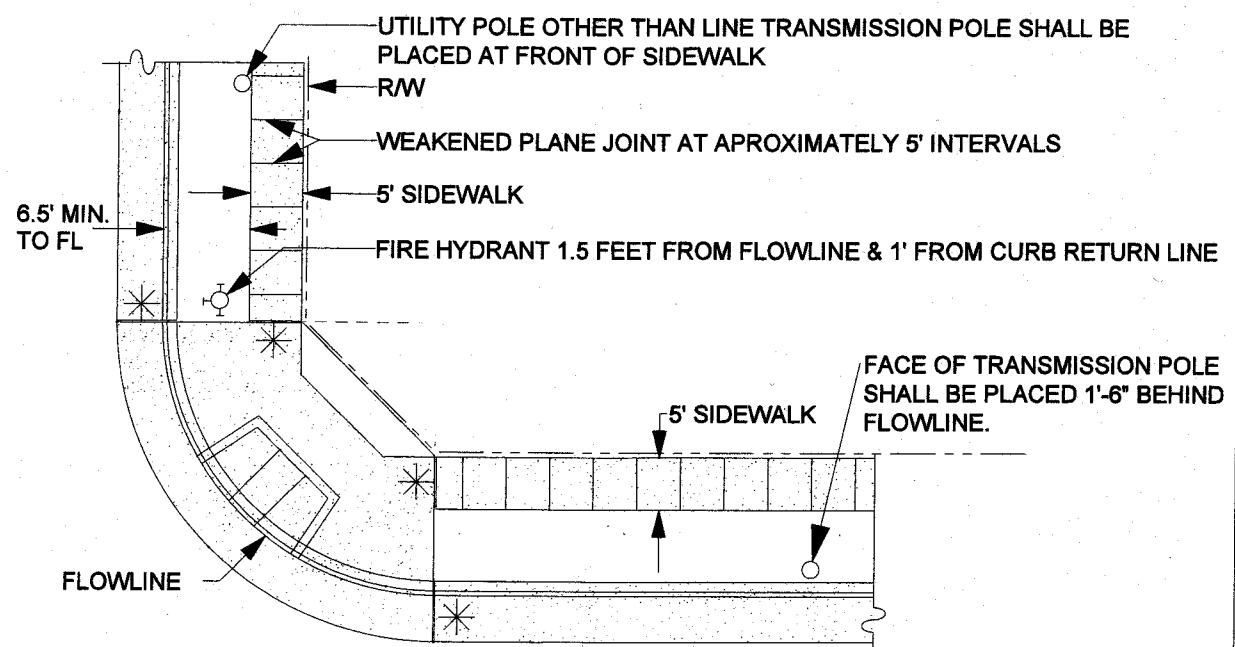 UTILITY POLE OTHER THAN LINE TRANSMISSION POLE SHALL BE
PLACED AT FRONT OF SIDEWALK
R/W
WEAKENED PLANE JOINT AT APROXIMATELY 5' INTERVALS
5' SIDEWALK
6.5' MIN.
TO FL
FIRE HYDRANT 1.5 FEET FROM FLOWLINE & 1' FROM CURB RETURN LINE
FACE OF TRANSMISSION POLE
SHALL BE PLACED 1'-6" BEHIND
FLOWLINE.
5' SIDEWALK
FLOWLINE